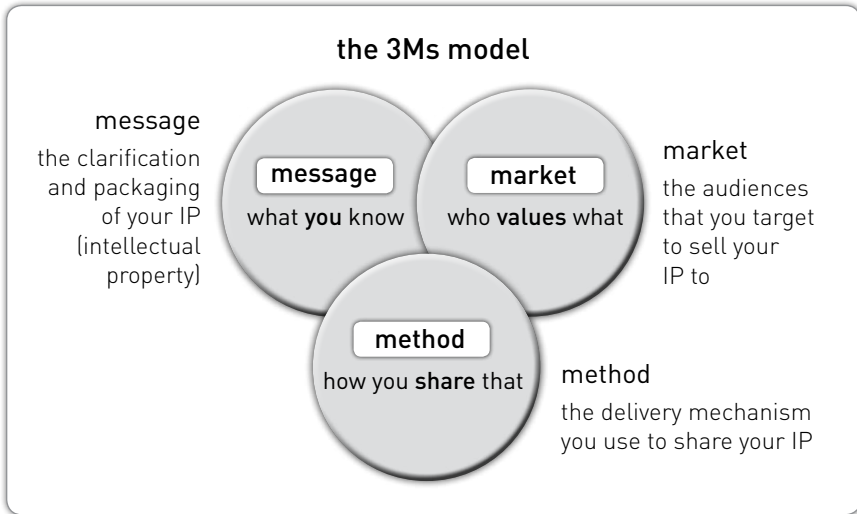 the 3Ms model
message
the clarification
and packaging
of your IP
(intellectual
property)
message
what you know
market
who values what
market
the audiences
that you target
to sell your
IP to
method
how you share that
method
the delivery mechanism
you use to share your IP